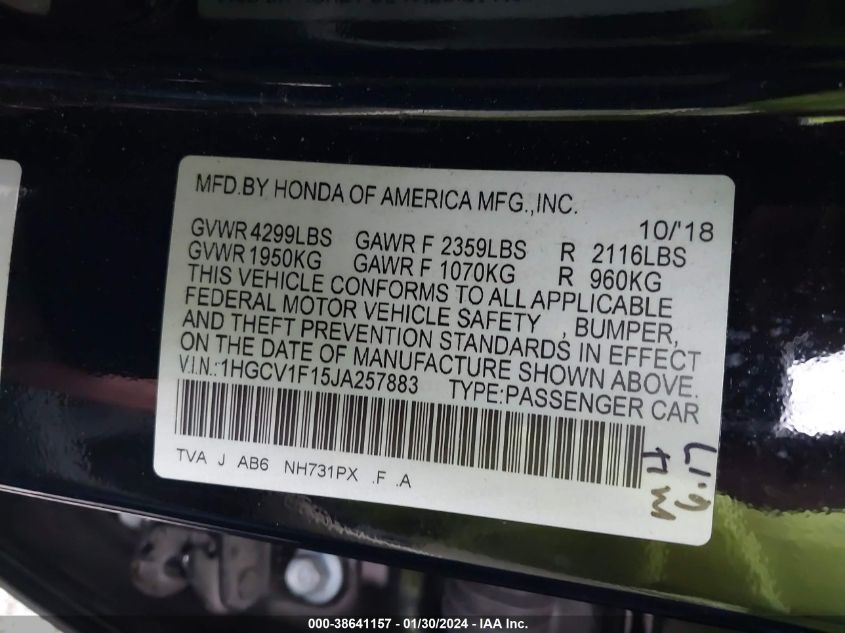 MFD.BY HONDA OF AMERICA MFG.,INC.
10/'18
GVWR 4299LBS GAWR F 2359LBS R 2116LBS
GVWR 1950KG GAWR F 1070KG R 960KG
THIS VEHICLE CONFORMS TO ALL APPLICABLE
FEDERAL MOTOR VEHICLE SAFETY , BUMPER,
AND THEFT PREVENTION STANDARDS IN EFFECT
ON THE DATE OF MANUFACTURE SHOWN ABOVE.
V.I.N.:1HGCV1F15JA257883 TYPE:PASSENGER CAR
TVA J AB6 NH731PX .F .A
000-38641157 - 01/30/2024 - IAA Inc.